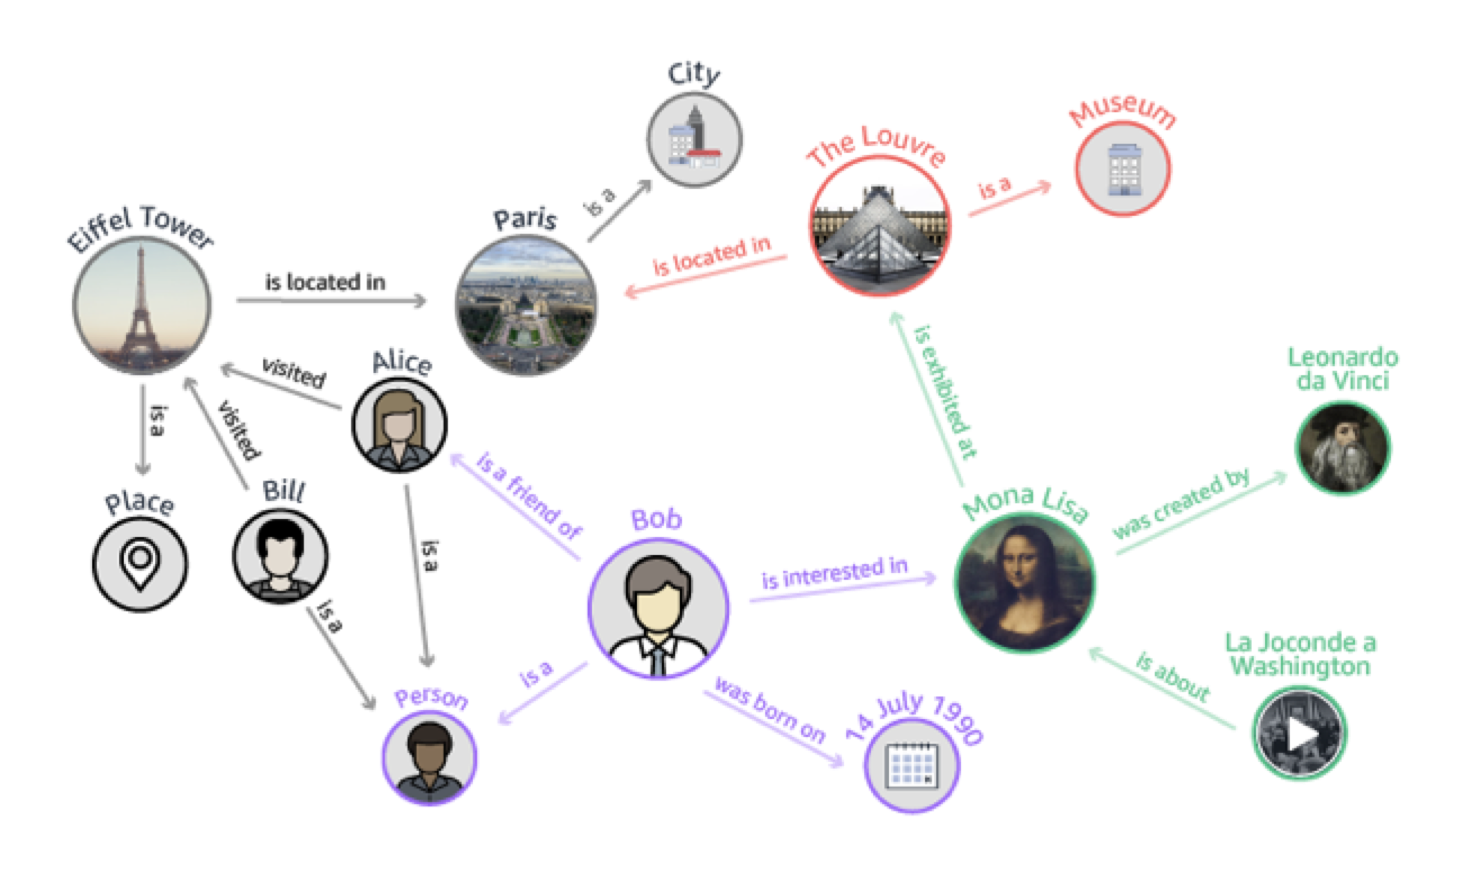 City
Museum
The Louvre
is a
is a
Eiffel Tower
Paris
is located in
is located in
visited
Alice
is exhibited at
Leonardo
da Vinci
is a
visited
Place
Bill
is a friend of
Bob
Mona Lisa
was created by
is a
is interested in
is a
La Joconde a
Washington
is about
is a
Person
was born on
14 July 1990